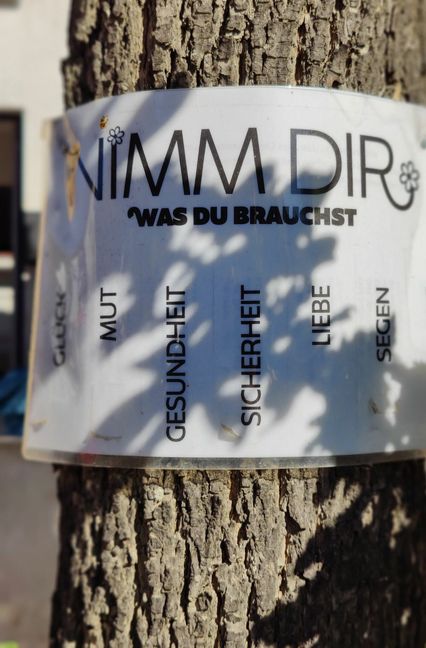 NIMM DIR
WAS DU BRAUCHST
GLÜCK
MUT
GESUNDHEIT
SICHERHEIT
LIEBE
SEGEN